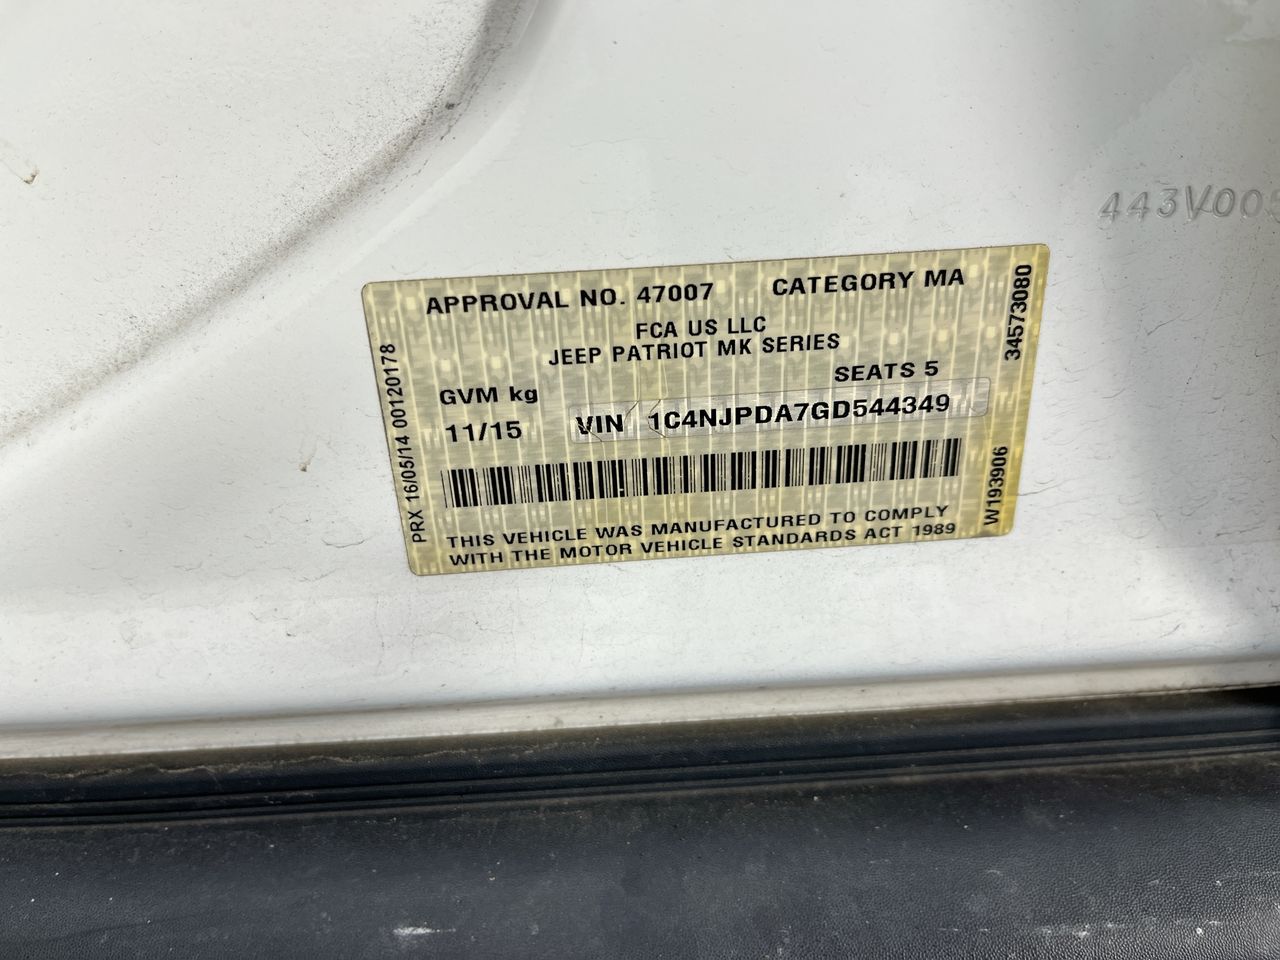 443V005
APPROVAL NO. 47007 CATEGORY MA
FCA US LLC
JEEP PATRIOT MK SERIES
SEATS 5
GVM kg
11/15 VIN 1C4NJPDA7GD544349
THIS VEHICLE WAS MANUFACTURED TO COMPLY
WITH THE MOTOR VEHICLE STANDARDS ACT 1989
PRX 16/05/14 00120178
34573080
W193906